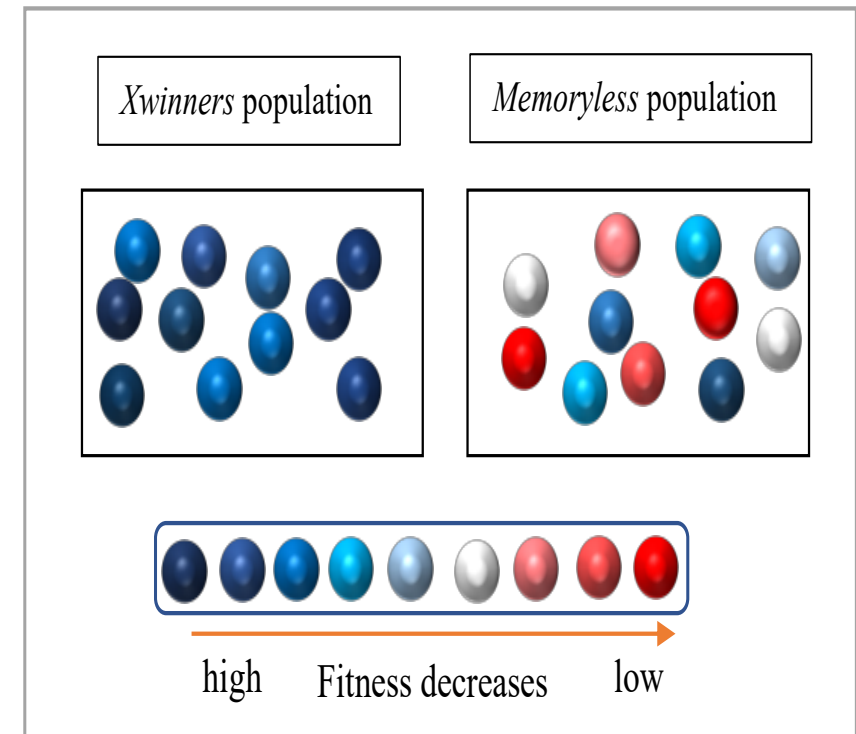 Xwinners population
Memoryless population
high Fitness decreases low